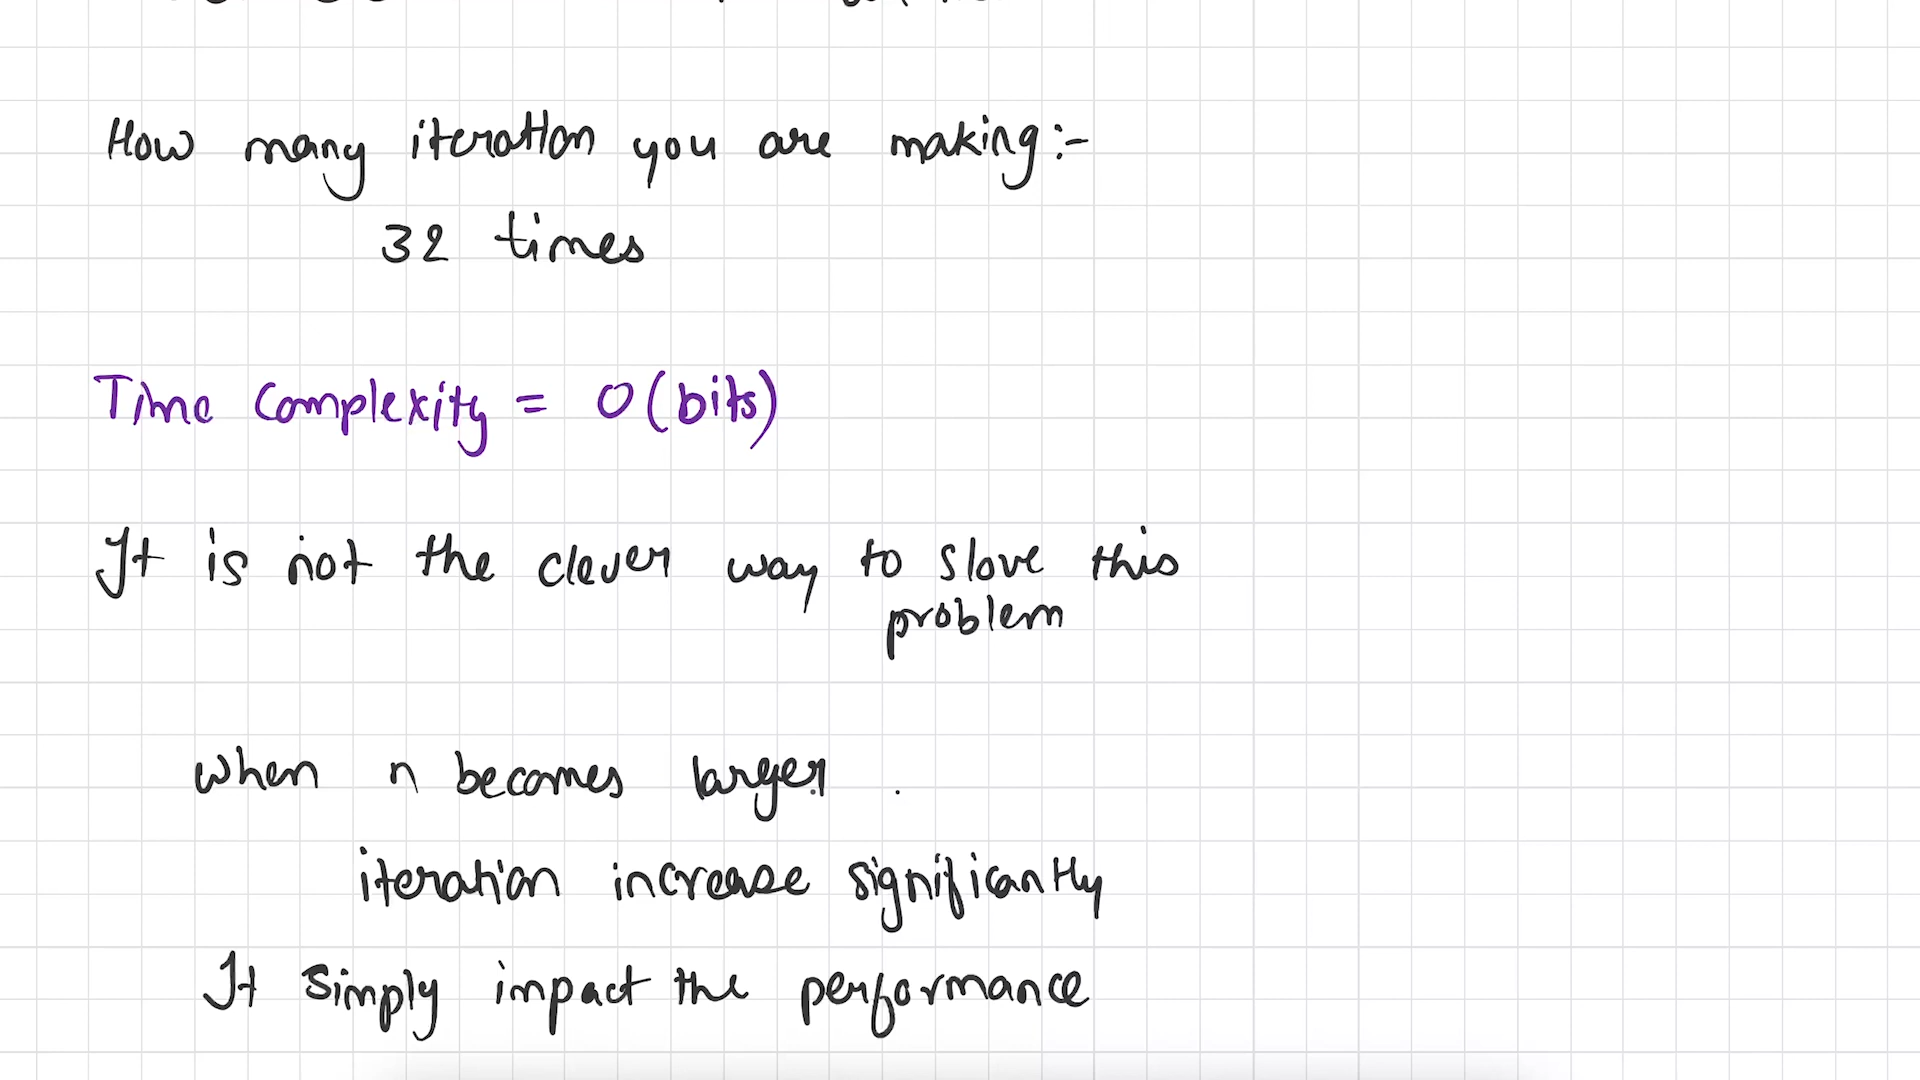 How many iteration you are making:-
32 times
Time Complexity = O(bits)
It is not the clever way to slove this
problem
when n becomes larger.
iteration increase significantly
It simply impact the performance